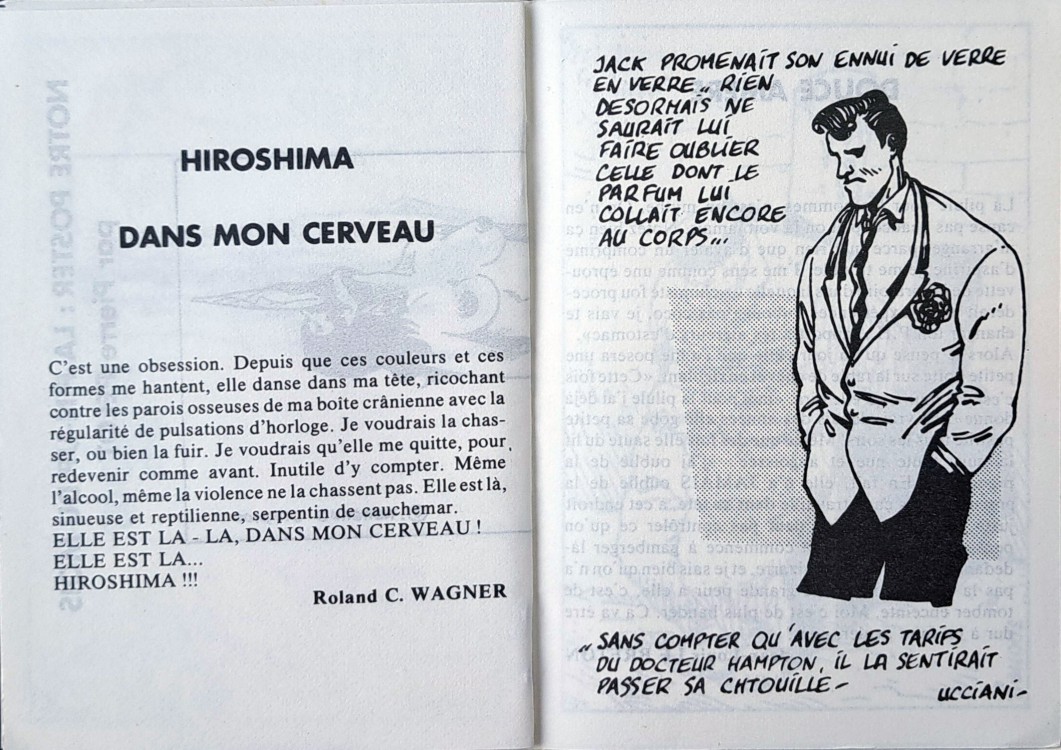 HIROSHIMA
DANS MON CERVEAU
C'est une obsession. Depuis que ces couleurs et ces
formes me hantent, elle danse dans ma tête, ricochant
contre les parois osseuses de ma boîte crânienne avec la
régularité de pulsations d'horloge. Je voudrais la chas-
ser, ou bien la fuir. Je voudrais qu'elle me quitte, pour
redevenir comme avant. Inutile d'y compter. Même
l'alcool, même la violence ne la chassent pas. Elle est là,
sinueuse et reptilienne, serpentin de cauchemar.
ELLE EST LA - LA, DANS MON CERVEAU !
ELLE EST LA...
HIROSHIMA !!!
Roland C. WAGNER
JACK PROMENAIT SON ENNUI DE VERRE
EN VERRE.. RIEN
DESORMAIS NE
SAURAIT LUI
FAIRE OUBLIER
CELLE DONT LE
PARFUM LUI
COLLAIT ENCORE
AU CORPS...
.. SANS COMPTER QU'AVEC LES TARIFS
DU DOCTEUR HAMPTON, IL LA SENTIRAIT
PASSER SA CHTOUILLE -
UCCIANI-